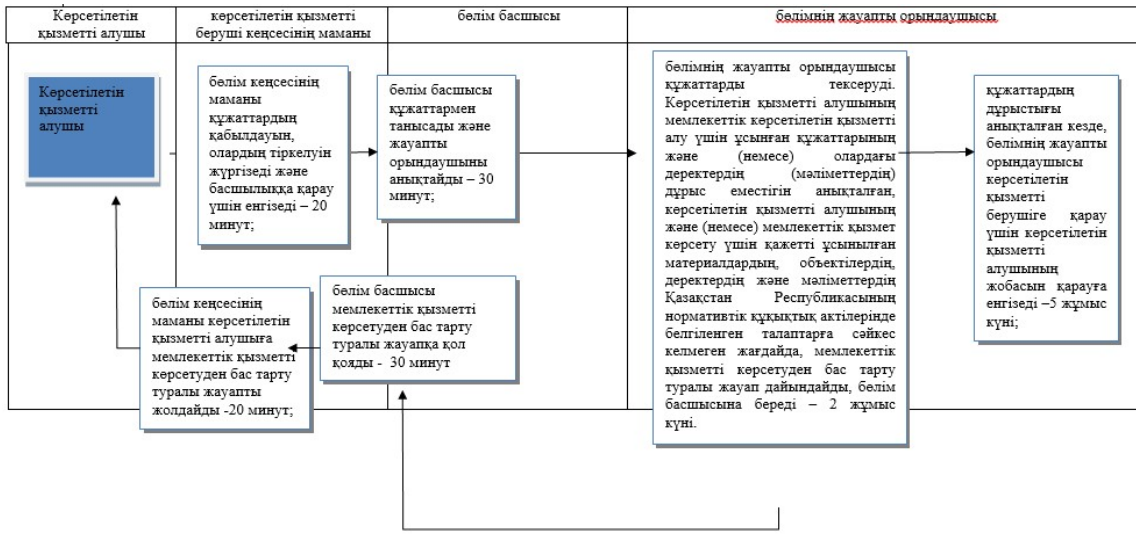 Көрсетілетін
қызметті алушы
көрсетілетін қызметті
беруші кеңсесінің маманы
бөлім басшысы
бөлімнің жауапты орындаушысы
Көрсетілетін
қызметті
алушы
бөлім кеңсесінің
маманы
құжаттардың
қабылдауын,
олардың тіркелуін
жүргізеді және
басшылыққа қарау
үшін енгізеді – 20
минут;
бөлім басшысы
құжаттармен
танысады және
жауапты
орындаушыны
анықтайды – 30
минут;
бөлімнің жауапты орындаушысы
құжаттарды тексеруді.
Көрсетілетін қызметті алушының
мемлекеттік көрсетілетін қызметті
алу үшін ұсынған құжаттарының
және (немесе) олардағы
деректердің (мәліметтердің)
дұрыс еместігін анықталған,
көрсетілетін қызметті алушының
және (немесе) мемлекеттік қызмет
көрсету үшін қажетті ұсынылған
материалдардың, объектілердің,
деректердің және мәліметтердің
Қазақстан Республикасының
нормативтік құқықтық актілерінде
белгіленген талаптарға сәйкес
келмеген жағдайда, мемлекеттік
қызметті көрсетуден бас тарту
туралы жауап дайындайды, бөлім
басшысына береді – 2 жұмыс
күні.
құжаттардың
дұрыстығы
анықталған кезде,
бөлімнің жауапты
орындаушысы
көрсетілетін
қызметті
берушіге қарау
үшін көрсетілетін
қызметті
алушының
жобасын қарауға
енгізеді –5 жұмыс
күні;
бөлім кеңсесінің
маманы көрсетілетін
қызметті алушыға
мемлекеттік қызметті
көрсетуден бас тарту
туралы жауапты
жолдайды -20 минут;
бөлім басшысы
мемлекеттік қызметті
көрсетуден бас тарту
туралы жауапқа қол
қояды - 30 минут